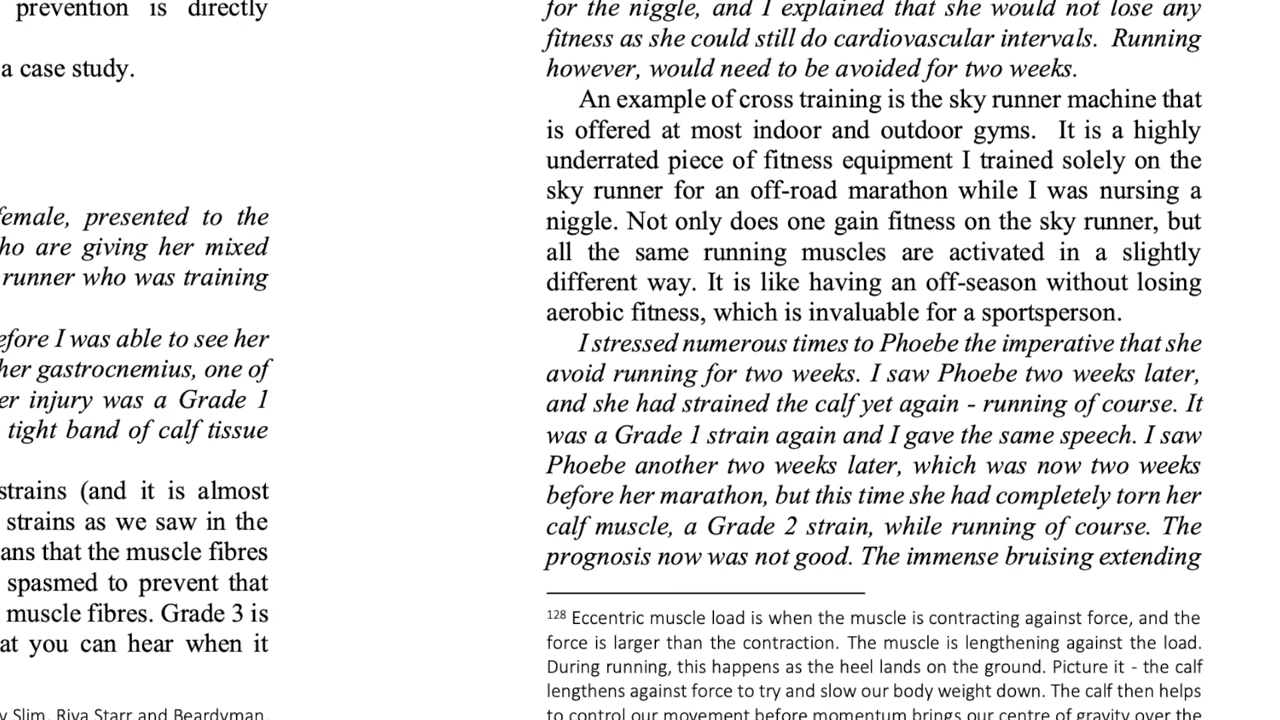 prevention is directly
a case study.
female, presented to the
ho are giving her mixed
runner who was training
efore I was able to see her
her gastrocnemius, one of
er injury was a Grade 1
tight band of calf tissue
strains (and it is almost
strains as we saw in the
ans that the muscle fibres
spasmed to prevent that
muscle fibres. Grade 3 is
at you can hear when it
y Slim, Riva Starr and Beardyman.
for the niggle, and I explained that she would not lose any
fitness as she could still do cardiovascular intervals. Running
however, would need to be avoided for two weeks.
An example of cross training is the sky runner machine that
is offered at most indoor and outdoor gyms. It is a highly
underrated piece of fitness equipment I trained solely on the
sky runner for an off-road marathon while I was nursing a
niggle. Not only does one gain fitness on the sky runner, but
all the same running muscles are activated in a slightly
different way. It is like having an off-season without losing
aerobic fitness, which is invaluable for a sportsperson.
I stressed numerous times to Phoebe the imperative that she
avoid running for two weeks. I saw Phoebe two weeks later,
and she had strained the calf yet again - running of course. It
was a Grade 1 strain again and I gave the same speech. I saw
Phoebe another two weeks later, which was now two weeks
before her marathon, but this time she had completely torn her
calf muscle, a Grade 2 strain, while running of course. The
prognosis now was not good. The immense bruising extending
128 Eccentric muscle load is when the muscle is contracting against force, and the
force is larger than the contraction. The muscle is lengthening against the load.
During running, this happens as the heel lands on the ground. Picture it - the calf
lengthens against force to try and slow our body weight down. The calf then helps
to control our movement before momentum brings our centre of gravity over the